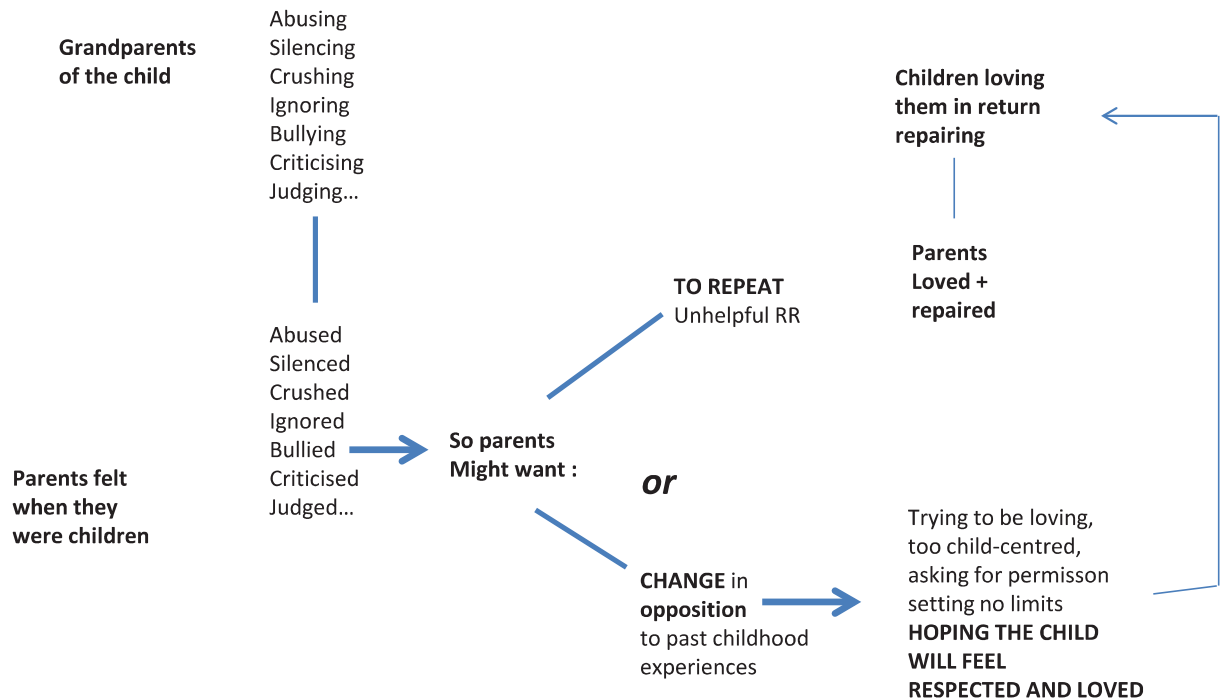 Grandparents
of the child
Abusing
Silencing
Crushing
Ignoring
Bullying
Criticising
Judging…
Parents felt
when they
were children
Abused
Silenced
Crushed
Ignored
Bullied
Criticised
Judged…
So parents
Might want :
TO REPEAT
Unhelpful RR
or
CHANGE in
opposition
to past childhood
experiences
Trying to be loving,
too child-centred,
asking for permisson
setting no limits
HOPING THE CHILD
WILL FEEL
RESPECTED AND LOVED
Children loving
them in return
repairing
Parents
Loved +
repaired